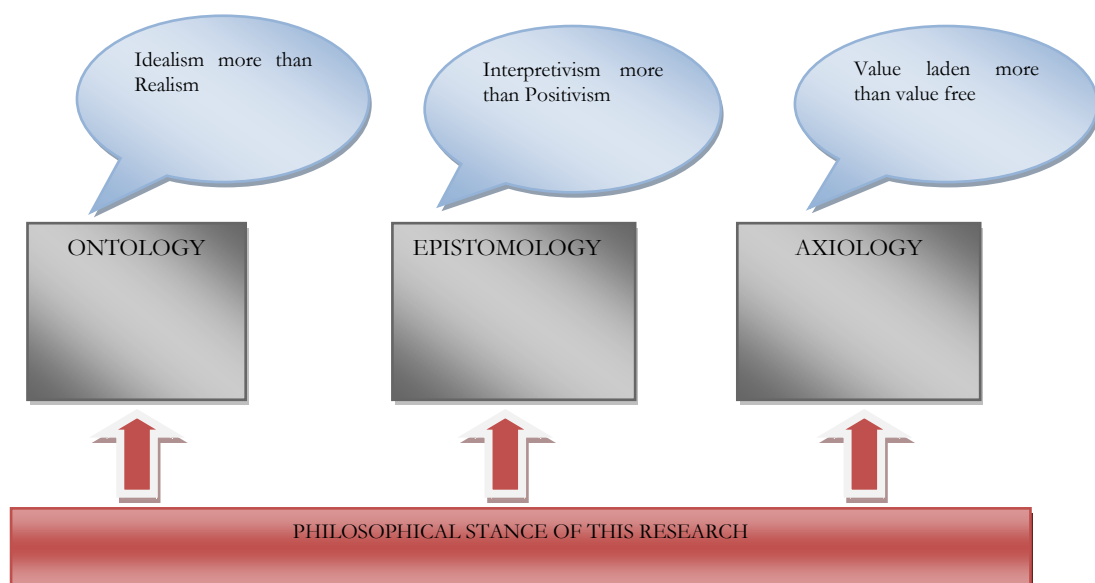 Idealism more than
Realism
Interpretivism more
than Positivism
Value laden more
than value free
ONTOLOGY
EPISTOMOLOGY
AXIOLOGY
PHILOSOPHICAL STANCE OF THIS RESEARCH